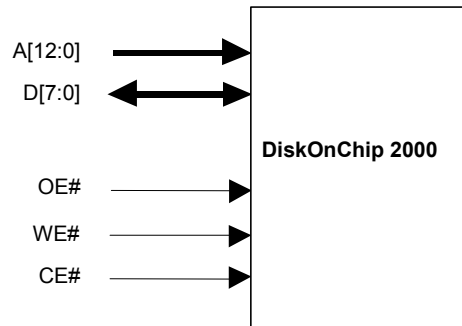 A[12:0]
D[7:0]
DiskOnChip 2000
OE#
WE#
CE#